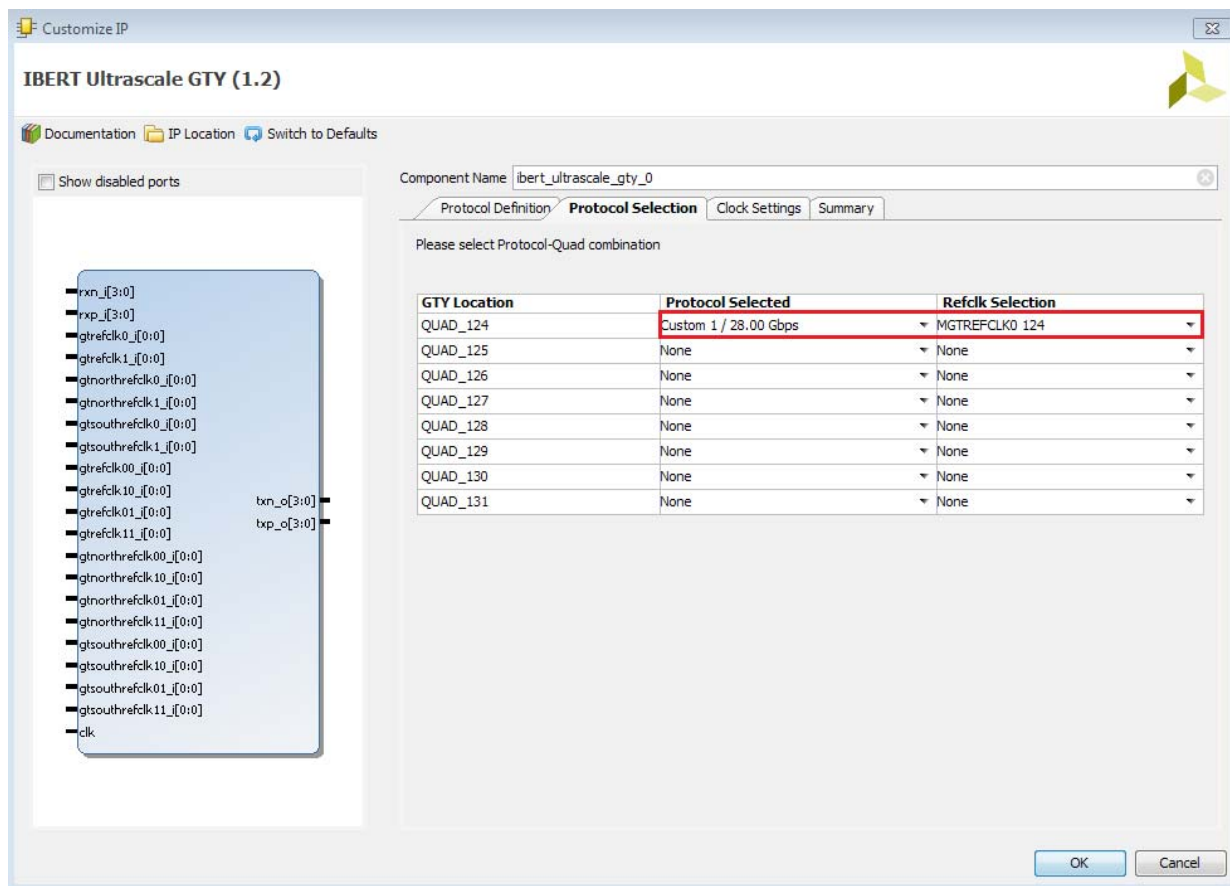 Customize IP
IBERT Ultrascale GTY (1.2)
Documentation IP Location Switch to Defaults
Show disabled ports
rxn_i[3:0]
rxp_i[3:0]
gtrefclk0_i[0:0]
gtrefclk1_i[0:0]
gtnorthrefclk0_i[0:0]
gtnorthrefclk1_i[0:0]
gtsouthrefclk0_i[0:0]
gtsouthrefclk1_i[0:0]
gtrefclk00_i[0:0]
gtrefclk10_i[0:0]
gtrefclk01_i[0:0]
gtrefclk11_i[0:0]
gtnorthrefclk00_i[0:0]
gtnorthrefclk10_i[0:0]
gtnorthrefclk01_i[0:0]
gtnorthrefclk11_i[0:0]
gtsouthrefclk00_i[0:0]
gtsouthrefclk10_i[0:0]
gtsouthrefclk01_i[0:0]
gtsouthrefclk11_i[0:0]
clk
txn_o[3:0]
txp_o[3:0]
Component Name ibert_ultrascale_gty_0
Protocol Definition Protocol Selection Clock Settings Summary
Please select Protocol-Quad combination
GTY Location Protocol Selected Refclk Selection
QUAD_124 Custom 1 / 28.00 Gbps MGTREFCLK0 124
QUAD_125 None None
QUAD_126 None None
QUAD_127 None None
QUAD_128 None None
QUAD_129 None None
QUAD_130 None None
QUAD_131 None None
OK Cancel